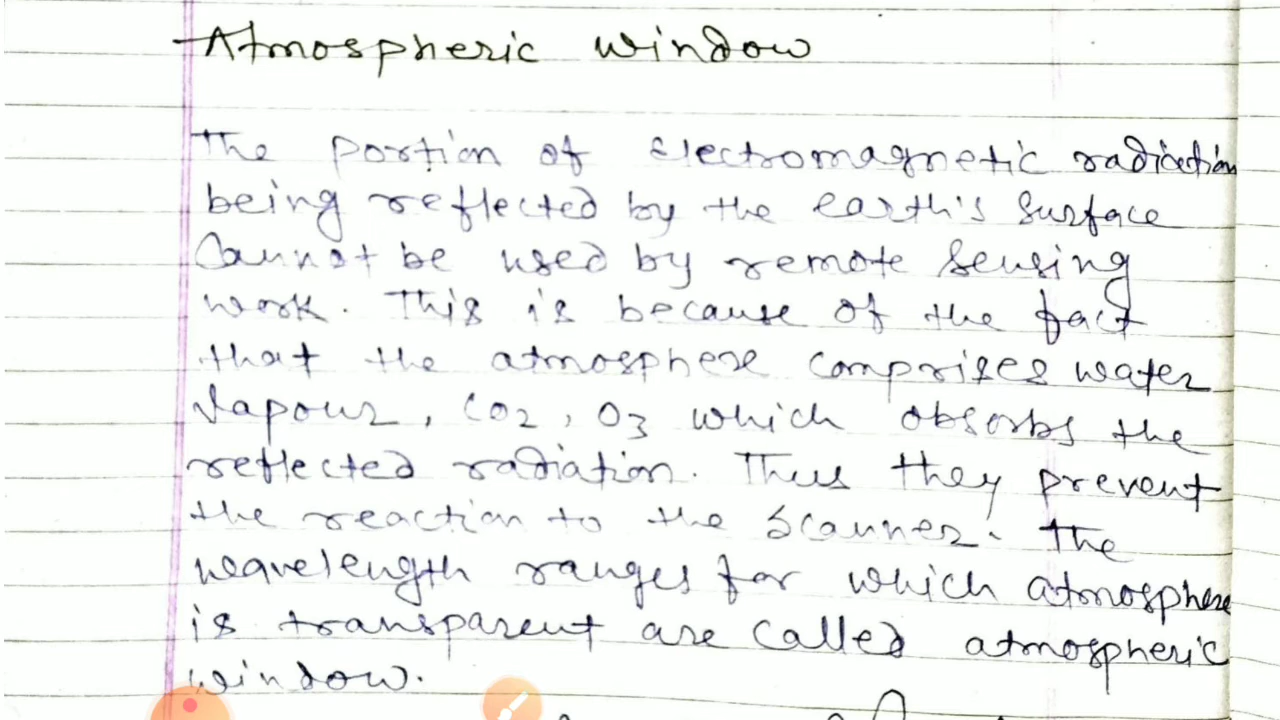 Atmospheric window
The portion of electromagnetic radiation
being reflected by the earth's surface
cannot be used by remote sensing
work. This is because of the fact
that the atmosphere comprises water
vapour, CO2, O3 which absorbs the
reflected radiation. Thus they prevent
the reaction to the scanner. The
wavelength ranges for which atmosphere
is transparent are called atmospheric
window.